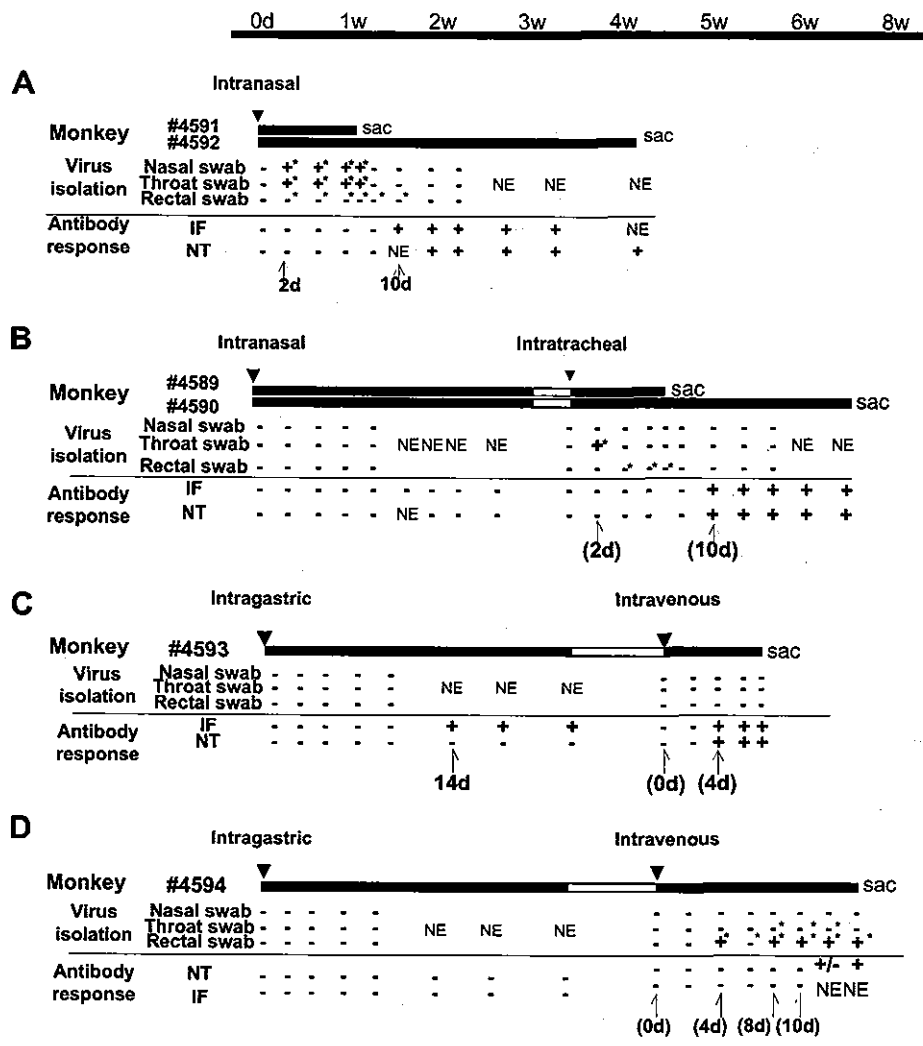 0d 1w 2w 3w 4w 5w 6w 8w
A
Intranasal
Monkey #4591 sac
#4592 sac
Virus isolation Nasal swab - +* +* +* +* - - - -
Throat swab - +* +* +* +* - - - - NE NE NE
Rectal swab - -* -* -* -* -* -* - -
Antibody response IF - - - - - + + + + + NE
NT - - - - - NE + + + + +
2d 10d
B
Intranasal Intratracheal
Monkey #4589 sac
#4590 sac
Virus isolation Nasal swab - - - - - - - - - - - - - -
Throat swab - - - - - NE NE NE NE - +* - - - - - - - NE NE
Rectal swab - - - - - - - -* -* -* - - - -
Antibody response IF - - - - - - - - - - - - - - + + + + +
NT - - - - - NE - - - - - - - - + + + + +
(2d) (10d)
C
Intragastric Intravenous
Monkey #4593 sac
Virus isolation Nasal swab - - - - - - - - - -
Throat swab - - - - - NE NE NE - - - - -
Rectal swab - - - - - - - - - -
Antibody response IF - - - - - + + + - - + + +
NT - - - - - - - - - - + + +
14d (0d) (4d)
D
Intragastric Intravenous
Monkey #4594 sac
Virus isolation Nasal swab - - - - - - - - - - - - -
Throat swab - - - - - NE NE NE - - - -* -* -* -* -
Rectal swab - - - - - - - +* -* +* +* +* +*
Antibody response NT - - - - - - - - - - - - - - +/- +
IF - - - - - - - - - - - - - - NE NE
(0d) (4d) (8d) (10d)